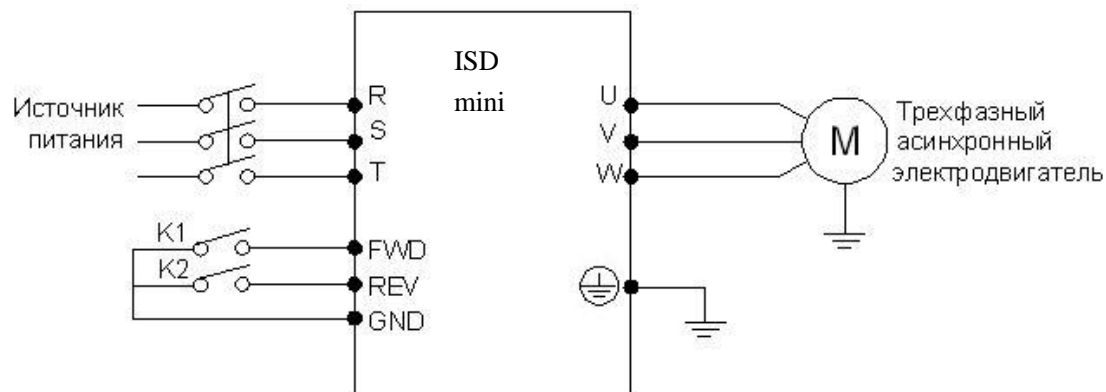 ISD
mini
Источник
питания
R
S
T
U
V
W
M
Трехфазный
асинхронный
электродвигатель
K1
K2
FWD
REV
GND